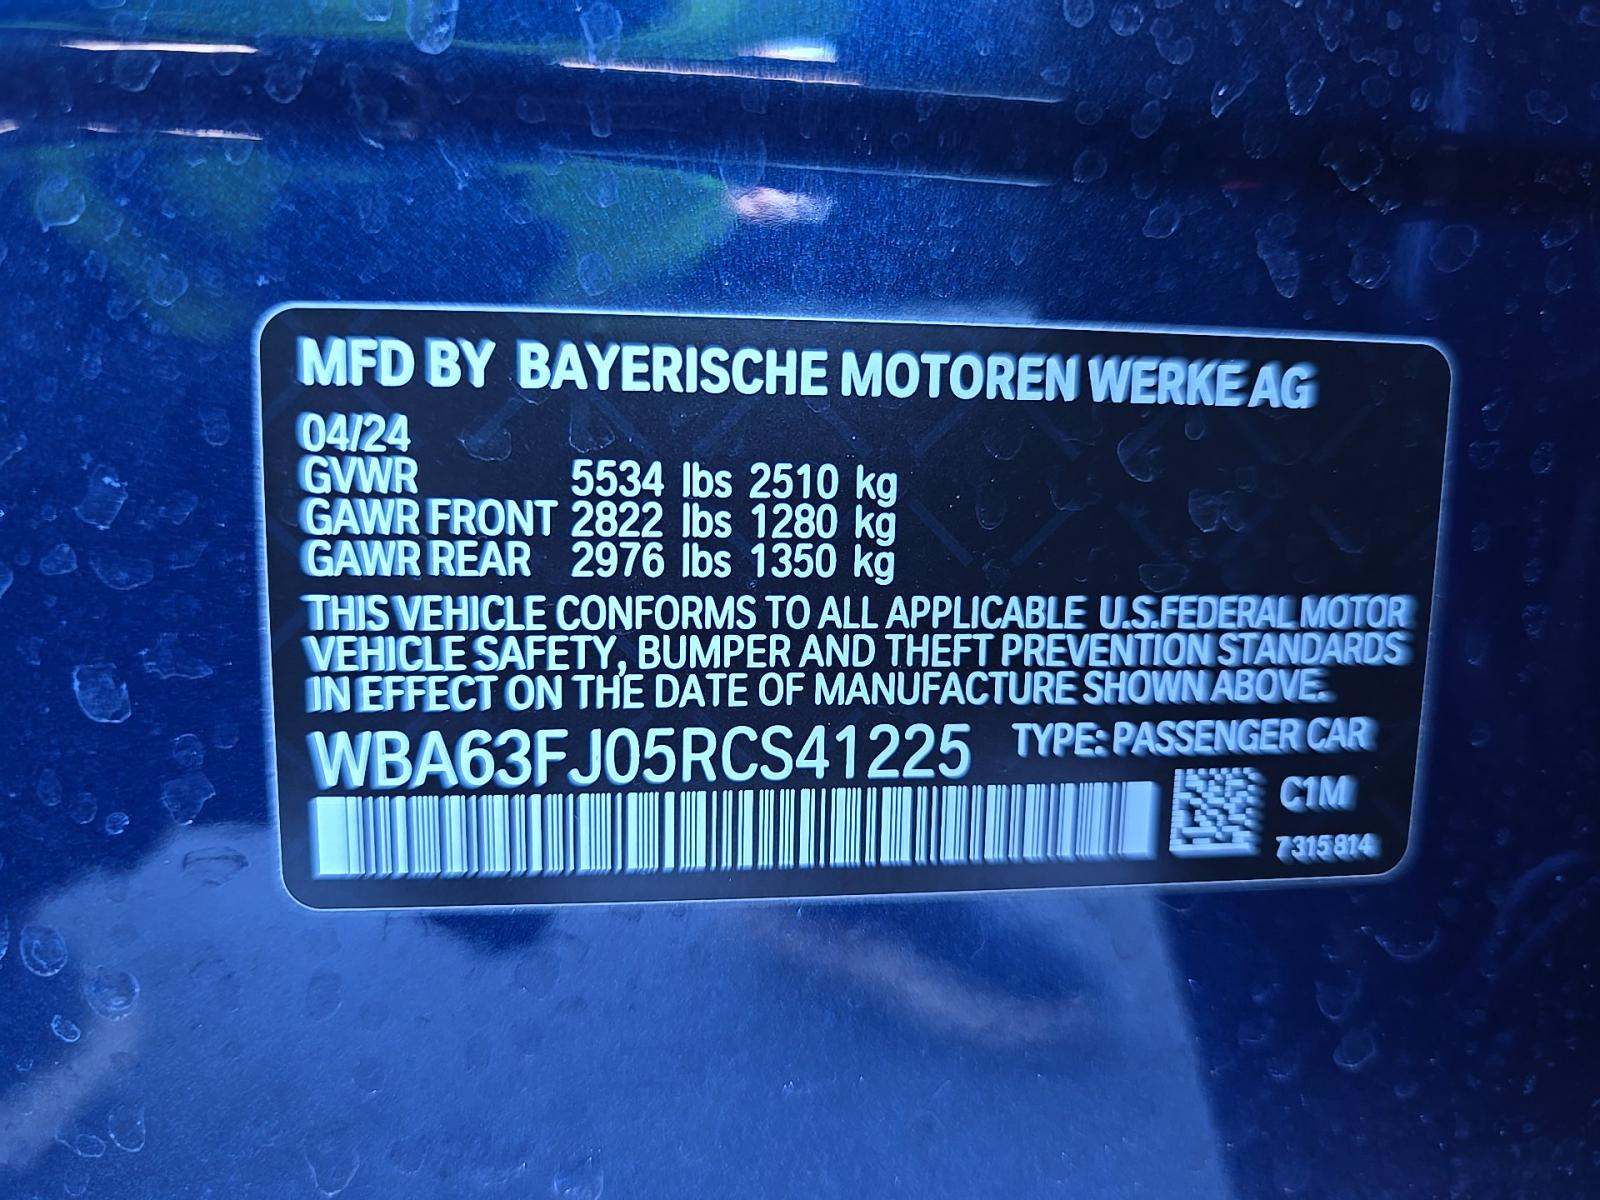 MFD BY BAYERISCHE MOTOREN WERKE AG
04/24
GVWR 5534 lbs 2510 kg
GAWR FRONT 2822 lbs 1280 kg
GAWR REAR 2976 lbs 1350 kg
THIS VEHICLE CONFORMS TO ALL APPLICABLE U.S.FEDERAL MOTOR
VEHICLE SAFETY, BUMPER AND THEFT PREVENTION STANDARDS
IN EFFECT ON THE DATE OF MANUFACTURE SHOWN ABOVE.
WBA63FJ05RCS41225 TYPE: PASSENGER CAR
C1M
7315814